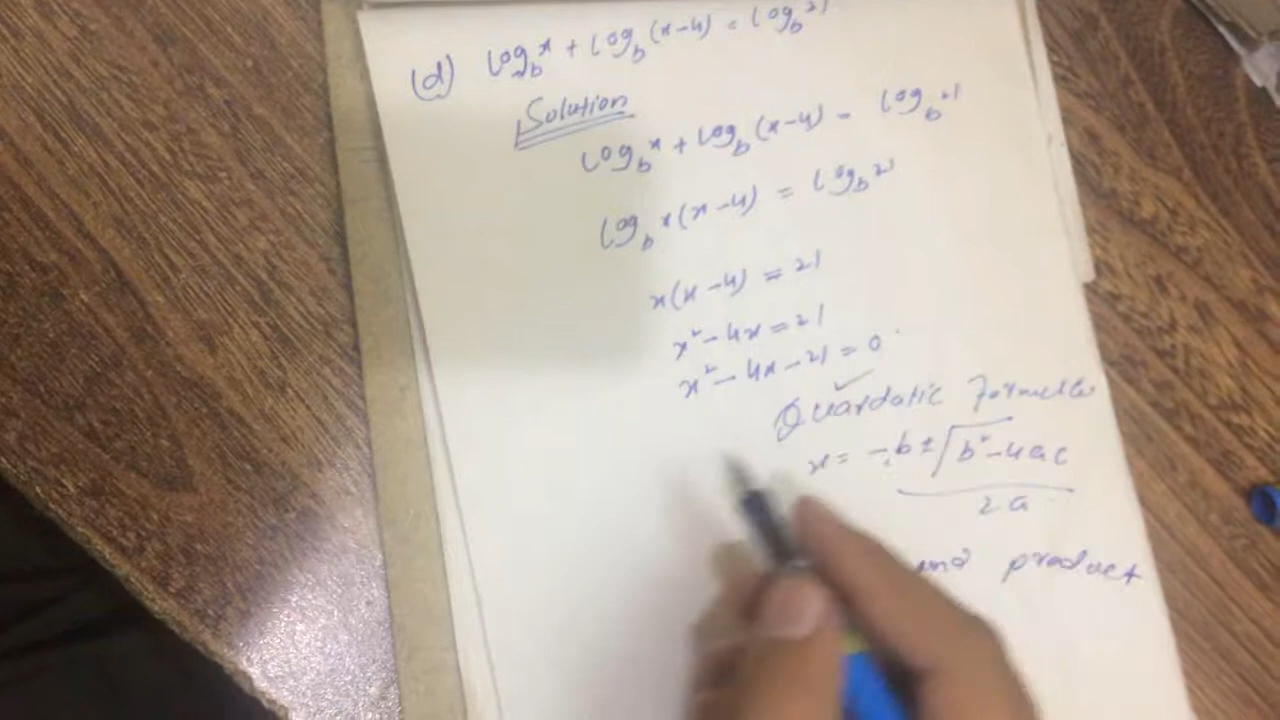 (d) log_b x + log_b (x-4) = log_b 21
Solution
log_b x + log_b (x-4) = log_b 21
log_b x(x-4) = log_b 21
x(x-4) = 21
x² - 4x = 21
x² - 4x - 21 = 0
Quardatic Formula
x = -b ± √b² - 4ac
2a
and product